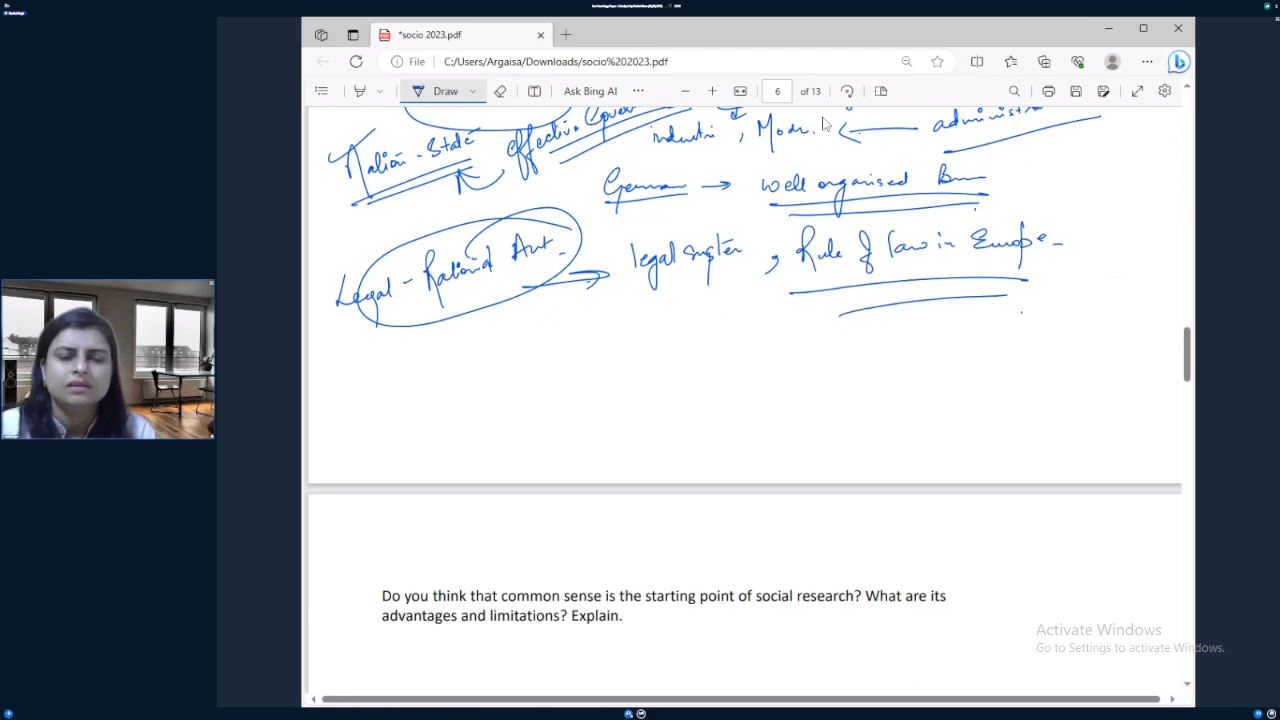 *socio 2023.pdf
File C:/Users/Argaisa/Downloads/socio%202023.pdf
Draw Ask Bing AI 6 of 13
Nation-State effective
industri , Modr. ← administra
German → well organised
Legal-Rational Aut. → legal system , Rule of law in Europe
Do you think that common sense is the starting point of social research? What are its
advantages and limitations? Explain.
Activate Windows
Go to Settings to activate Windows.